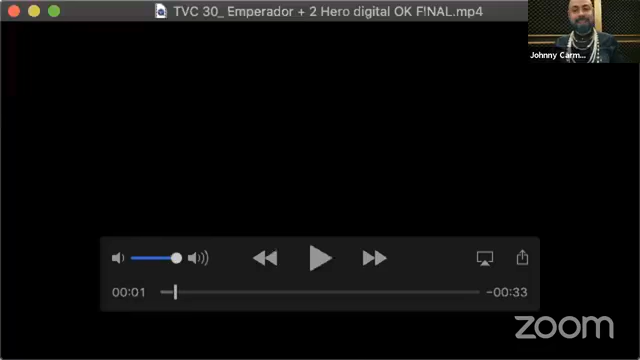 TVC 30_ Emperador + 2 Hero digital OK F!NAL.mp4
Johnny Carm...
00:01
-00:33
zoom